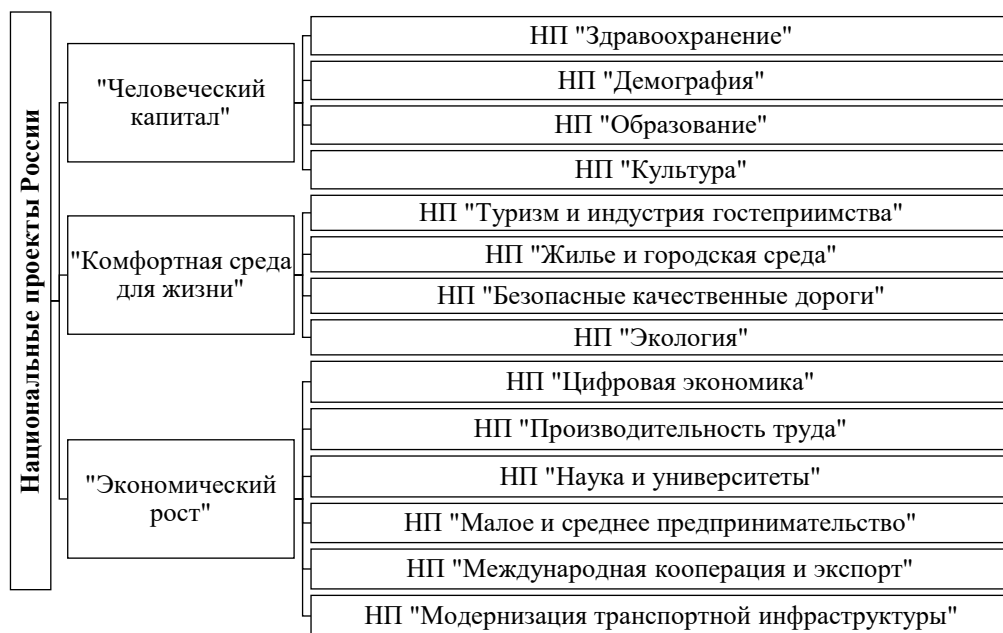 Национальные проекты России
"Человеческий
капитал"
НП "Здравоохранение"
НП "Демография"
НП "Образование"
НП "Культура"
"Комфортная среда
для жизни"
НП "Туризм и индустрия гостеприимства"
НП "Жилье и городская среда"
НП "Безопасные качественные дороги"
НП "Экология"
"Экономический
рост"
НП "Цифровая экономика"
НП "Производительность труда"
НП "Наука и университеты"
НП "Малое и среднее предпринимательство"
НП "Международная кооперация и экспорт"
НП "Модернизация транспортной инфраструктуры"